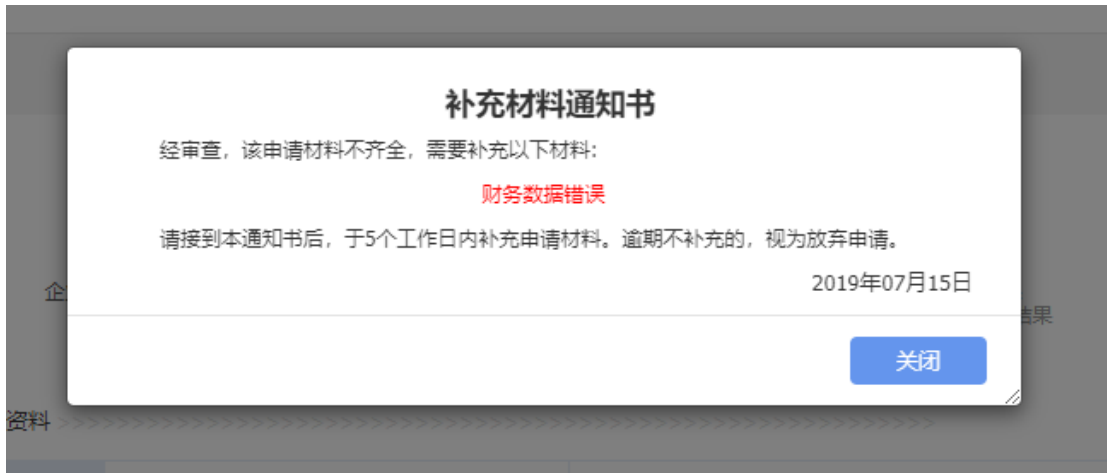 补充材料通知书
经审查，该申请材料不齐全，需要补充以下材料：
财务数据错误
请接到本通知书后，于5个工作日内补充申请材料。逾期不补充的，视为放弃申请。
2019年07月15日
企
结果
关闭
资料 >>>>>>>>>>>>>>>>>>>>>>>>>>>>>>>>>>>>>>>>>>>>>>>>>>>>>>>>>>>>